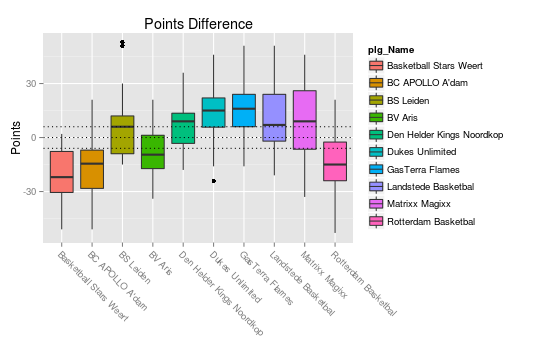 Points Difference
Points
30
0
-30
Basketball Stars Weert
BC APOLLO A'dam
BS Leiden
BV Aris
Den Helder Kings Noordkop
Dukes Unlimited
GasTerra Flames
Landstede Basketbal
Matrixx Magixx
Rotterdam Basketbal
plg_Name
Basketball Stars Weert
BC APOLLO A'dam
BS Leiden
BV Aris
Den Helder Kings Noordkop
Dukes Unlimited
GasTerra Flames
Landstede Basketbal
Matrixx Magixx
Rotterdam Basketbal